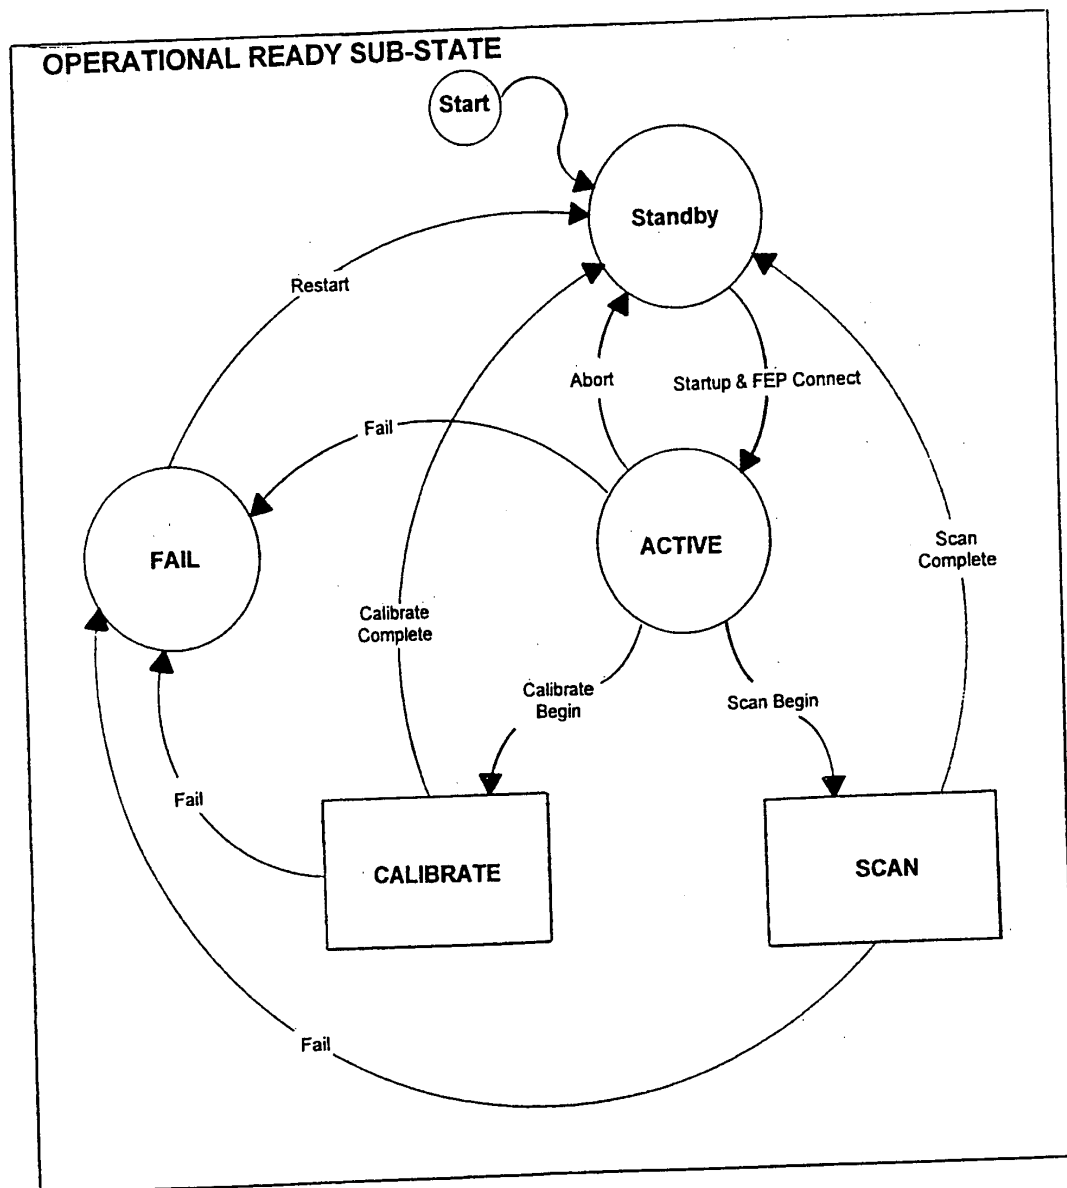 OPERATIONAL READY SUB-STATE
Start
Standby
Restart
Abort
Startup & FEP Connect
Fail
FAIL
ACTIVE
Scan
Complete
Calibrate
Complete
Calibrate
Begin
Scan Begin
Fail
CALIBRATE
SCAN
Fail